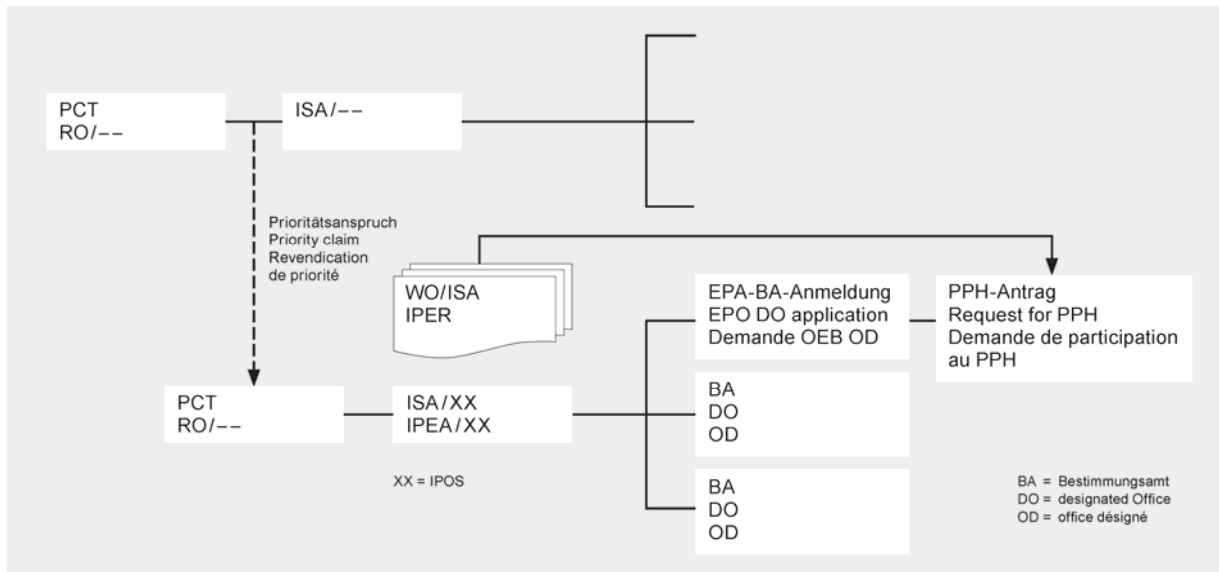 PCT
RO/--
ISA/--
Prioritätsanspruch
Priority claim
Revendication
de priorité
WO/ISA
IPER
EPA-BA-Anmeldung
EPO DO application
Demande OEB OD
PPH-Antrag
Request for PPH
Demande de participation
au PPH
PCT
RO/--
ISA/XX
IPEA/XX
BA
DO
OD
XX = IPOS
BA
DO
OD
BA = Bestimmungsamt
DO = designated Office
OD = office désigné